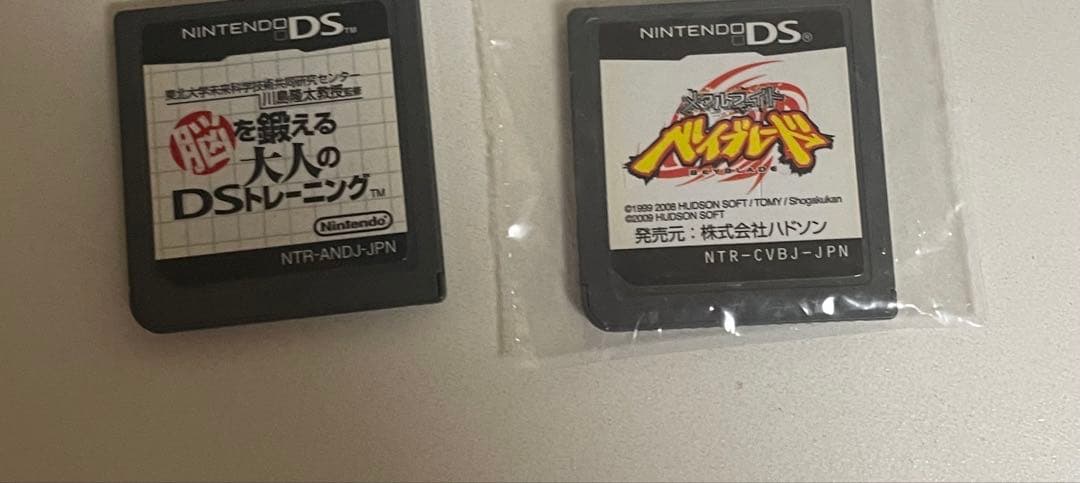 NINTENDO DS™
東北大学未来科学技術共同研究センター
川島隆太教授監修
脳を鍛える
大人の
DSトレーニング™
Nintendo®
NTR-ANDJ-JPN
NINTENDO DS®
メタルファイト
ベイブレード
BEYBLADE
©1999 2008 HUDSON SOFT / TOMY / Shogakukan
©2009 HUDSON SOFT
発売元：株式会社ハドソン
NTR-CVBJ-JPN